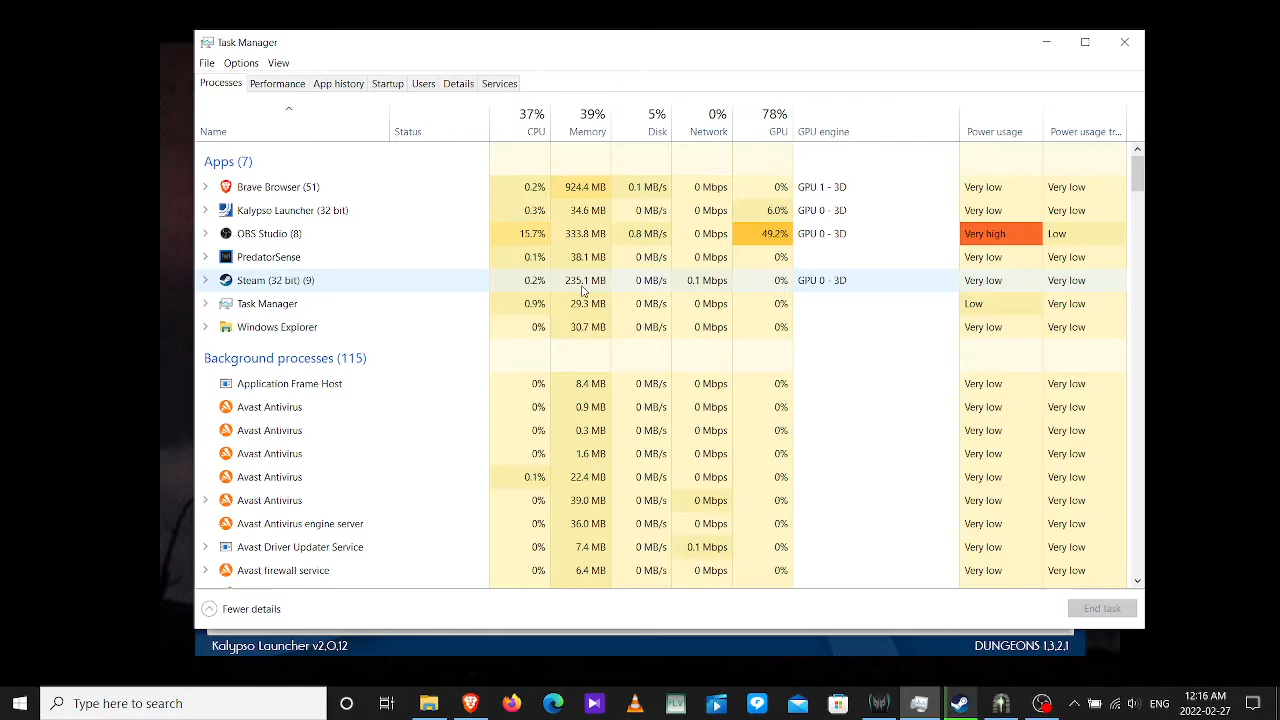 Task Manager
File Options View
Processes Performance App history Startup Users Details Services
37% 39% 5% 0% 78%
Name Status CPU Memory Disk Network GPU GPU engine Power usage Power usage tr...
Apps (7)
Brave Browser (51) 0.2% 924.4 MB 0.1 MB/s 0 Mbps 0% GPU 1 - 3D Very low Very low
Kalypso Launcher (32 bit) 0.3% 34.6 MB 0 MB/s 0 Mbps 6.0% GPU 0 - 3D Very low Very low
OBS Studio (8) 15.7% 333.8 MB 0.8 MB/s 0 Mbps 49.2% GPU 0 - 3D Very high Low
PredatorSense 0.1% 38.1 MB 0 MB/s 0 Mbps 0% Very low Very low
Steam (32 bit) (9) 0.2% 235.1 MB 0 MB/s 0.1 Mbps 0% GPU 0 - 3D Very low Very low
Task Manager 0.9% 29.3 MB 0 MB/s 0 Mbps 0% Low Very low
Windows Explorer 0% 30.7 MB 0 MB/s 0 Mbps 0% Very low Very low
Background processes (115)
Application Frame Host 0% 8.4 MB 0 MB/s 0 Mbps 0% Very low Very low
Avast Antivirus 0% 0.9 MB 0 MB/s 0 Mbps 0% Very low Very low
Avast Antivirus 0% 0.3 MB 0 MB/s 0 Mbps 0% Very low Very low
Avast Antivirus 0% 1.6 MB 0 MB/s 0 Mbps 0% Very low Very low
Avast Antivirus 0.1% 22.4 MB 0 MB/s 0 Mbps 0% Very low Very low
Avast Antivirus 0% 39.0 MB 0 MB/s 0 Mbps 0% Very low Very low
Avast Antivirus engine server 0% 36.0 MB 0 MB/s 0 Mbps 0% Very low Very low
Avast Driver Updater Service 0% 7.4 MB 0 MB/s 0.1 Mbps 0% Very low Very low
Avast firewall service 0% 6.4 MB 0 MB/s 0 Mbps 0% Very low Very low
Fewer details End task
Kalypso Launcher v2.0.12 DUNGEONS 1,3,2,1
Type here to search FLV 12:16 AM
2022-02-27